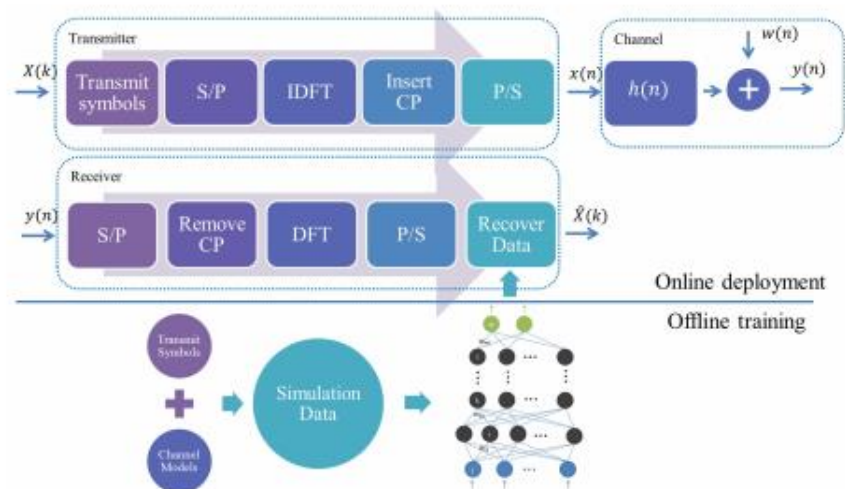 Transmitter
X(k)
Transmit
symbols
S/P
IDFT
Insert
CP
P/S
x(n)
Channel
w(n)
h(n)
+
y(n)
Receiver
y(n)
S/P
Remove
CP
DFT
P/S
Recover
Data
X̂(k)
Online deployment
Offline training
Transmit
Symbols
+
Channel
Models
Simulation
Data
...
...
...
...